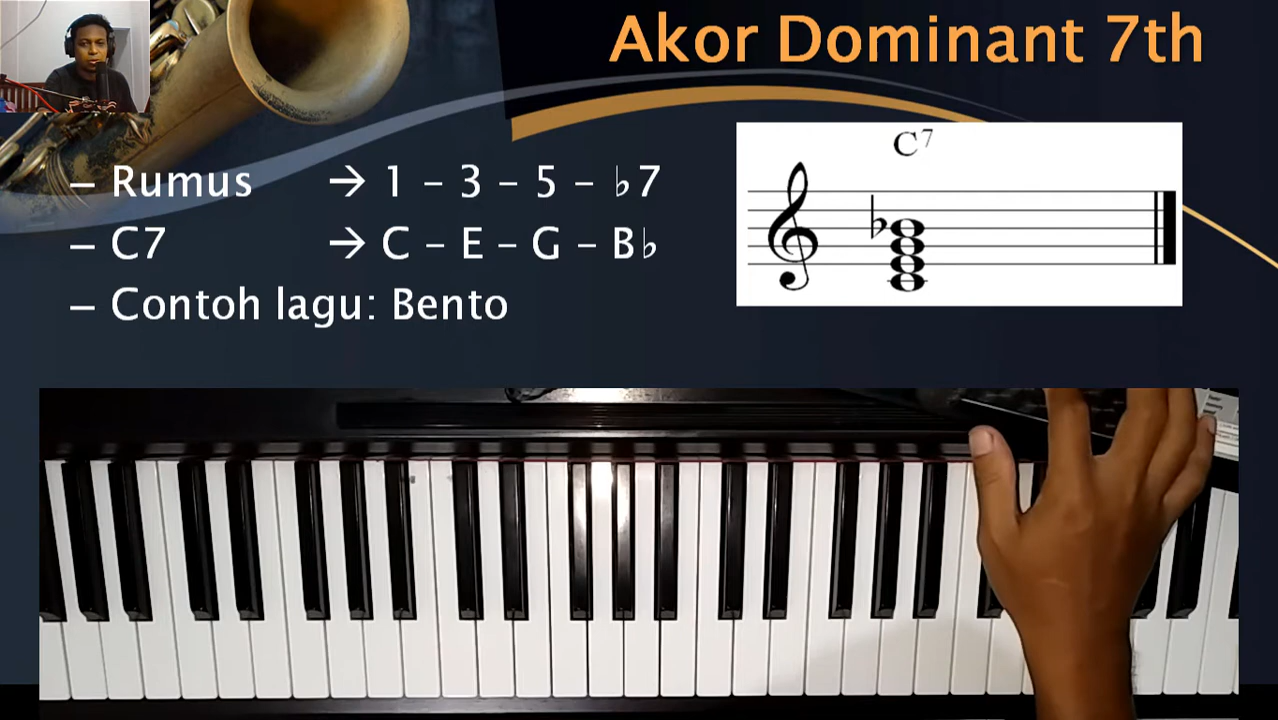 Akor Dominant 7th
– Rumus → 1 – 3 – 5 – ♭7
– C7 → C – E – G – B♭
– Contoh lagu: Bento
C7